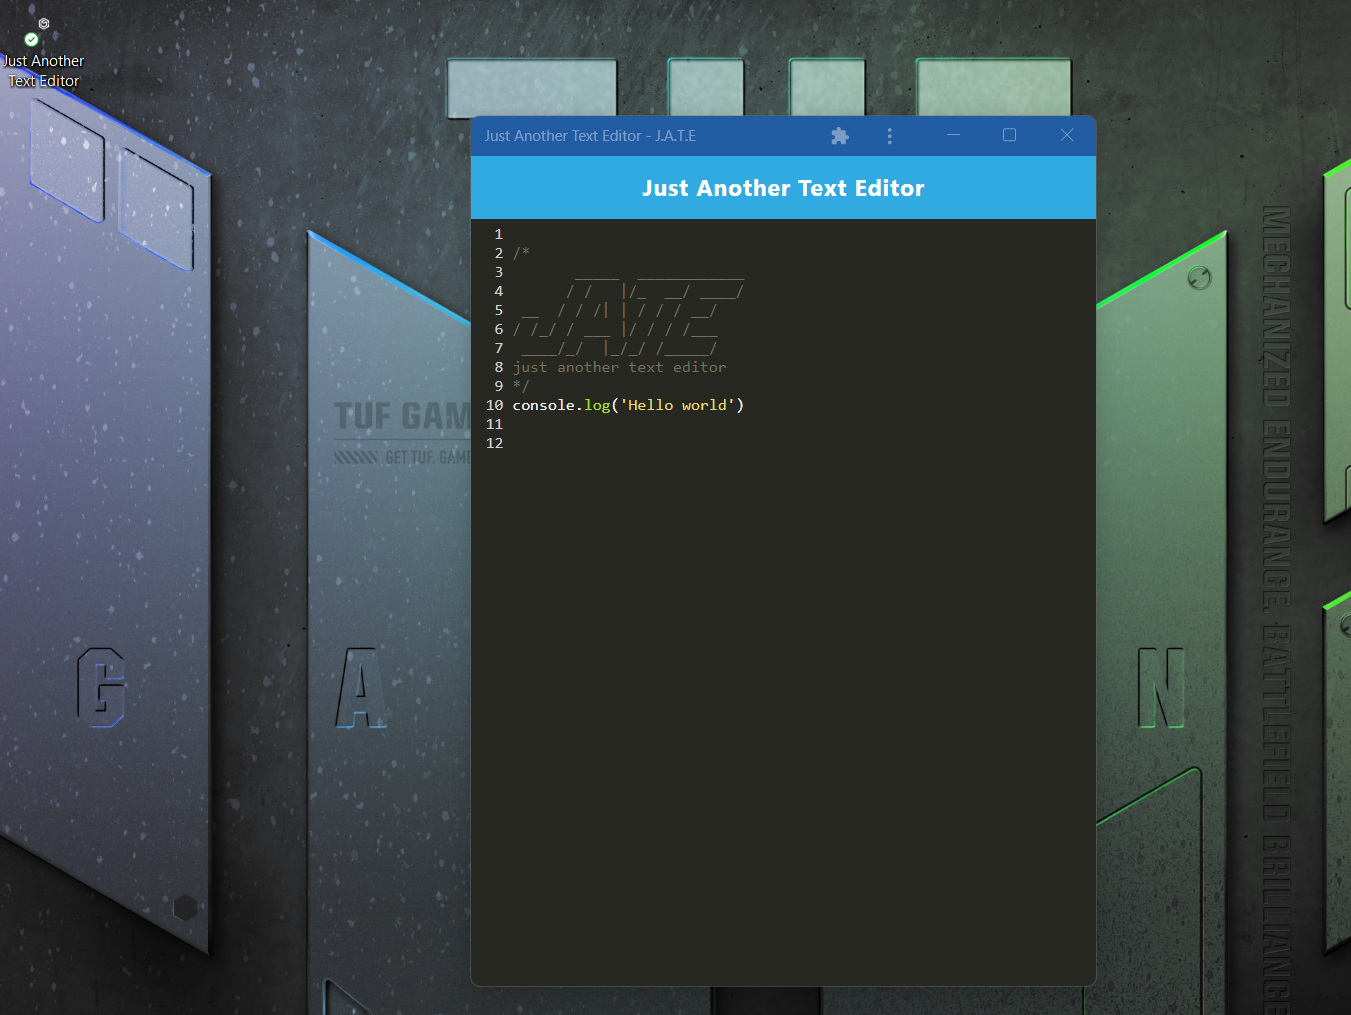 Just Another
Text Editor
Just Another Text Editor - J.A.T.E
Just Another Text Editor
1
2 /*
3        _____  ____________
4       / /   |/_  __/ ____/
5  __  / / /| | / / / __/
6 / /_/ / ___ |/ / / /___
7  ____/_/  |_/_/ /_____/
8 just another text editor
9 */
10 console.log('Hello world')
11
12
TUF GAM
GET TUF. GAME
G
A
N
MECHANIZED ENDURANCE. BATTLEFIELD BRILLIANCE